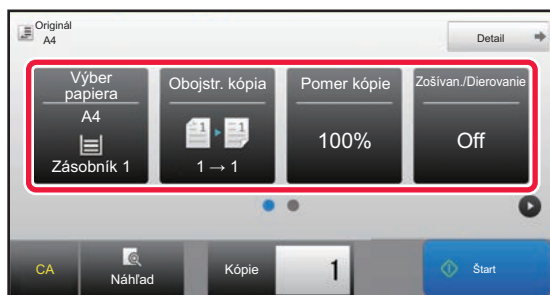 Originál
A4
Detail
Výber
papiera
A4
Zásobník 1
Obojstr. kópia
1 → 1
Pomer kópie
100%
Zošívan./Dierovanie
Off
CA
Náhľad
Kópie
1
Štart